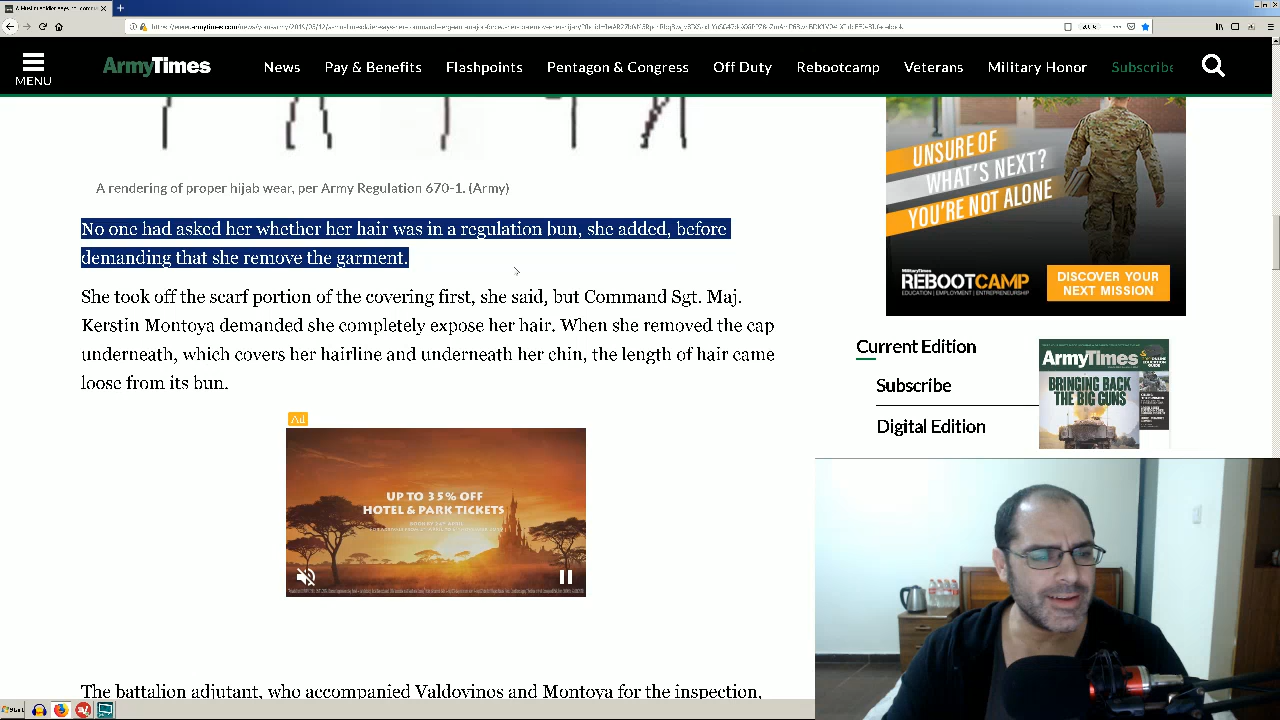 A Muslim soldier says her comma
MENU
ArmyTimes
News
Pay & Benefits
Flashpoints
Pentagon & Congress
Off Duty
Rebootcamp
Veterans
Military Honor
Subscribe
A rendering of proper hijab wear, per Army Regulation 670-1. (Army)
No one had asked her whether her hair was in a regulation bun, she added, before
demanding that she remove the garment.
She took off the scarf portion of the covering first, she said, but Command Sgt. Maj.
Kerstin Montoya demanded she completely expose her hair. When she removed the cap
underneath, which covers her hairline and underneath her chin, the length of hair came
loose from its bun.
Ad
UP TO 35% OFF
HOTEL & PARK TICKETS
The battalion adjutant, who accompanied Valdovinos and Montoya for the inspection,
UNSURE OF
WHAT'S NEXT?
YOU'RE NOT ALONE
MilitaryTimes
REBOOTCAMP
EDUCATION | EMPLOYMENT | ENTREPRENEURSHIP
DISCOVER YOUR
NEXT MISSION
Current Edition
Subscribe
Digital Edition
ArmyTimes
BRINGING BACK
THE BIG GUNS
Start